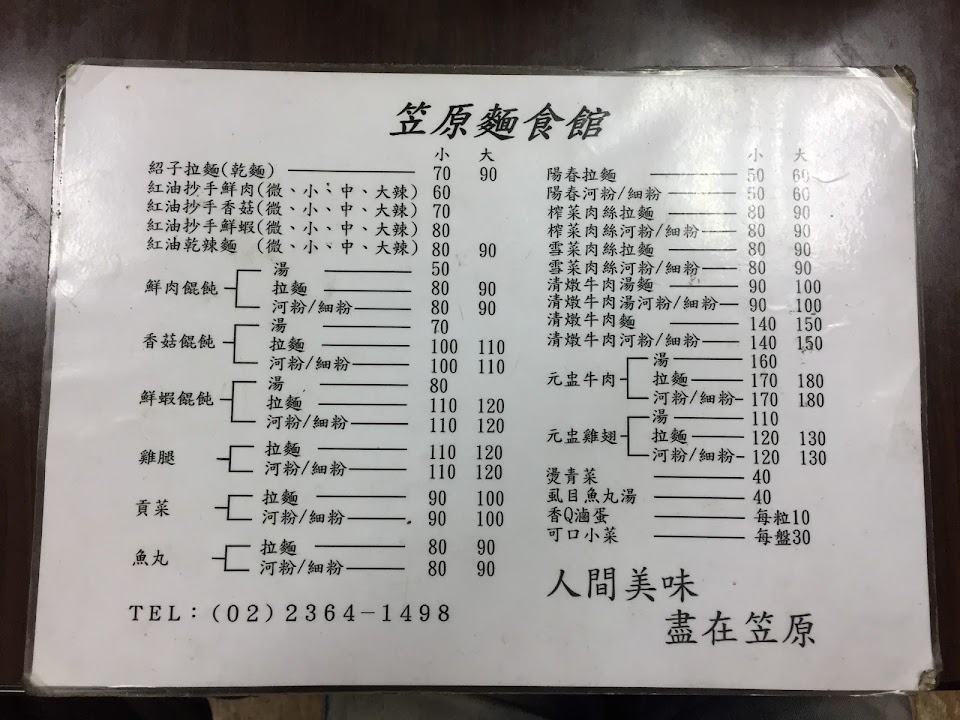 笠原麵食館
小 大
紹子拉麵(乾麵) 70 90
紅油抄手鮮肉(微、小、中、大辣) 60
紅油抄手香菇(微、小、中、大辣) 70
紅油抄手鮮蝦(微、小、中、大辣) 80
紅油乾辣麵 (微、小、中、大辣) 80 90
鮮肉餛飩
湯 50
拉麵 80 90
河粉/細粉 80 90
香菇餛飩
湯 70
拉麵 100 110
河粉/細粉 100 110
鮮蝦餛飩
湯 80
拉麵 110 120
河粉/細粉 110 120
雞腿
拉麵 110 120
河粉/細粉 110 120
貢菜
拉麵 90 100
河粉/細粉 90 100
魚丸
拉麵 80 90
河粉/細粉 80 90
TEL:(02)2364-1498
小 大
陽春拉麵 50 60
陽春河粉/細粉 50 60
榨菜肉絲拉麵 80 90
榨菜肉絲河粉/細粉 80 90
雪菜肉絲拉麵 80 90
雪菜肉絲河粉/細粉 80 90
清燉牛肉湯麵 90 100
清燉牛肉湯河粉/細粉 90 100
清燉牛肉麵 140 150
清燉牛肉河粉/細粉 140 150
元盅牛肉
湯 160
拉麵 170 180
河粉/細粉 170 180
元盅雞翅
湯 110
拉麵 120 130
河粉/細粉 120 130
燙青菜 40
虱目魚丸湯 40
香Q滷蛋 每粒10
可口小菜 每盤30
人間美味
盡在笠原